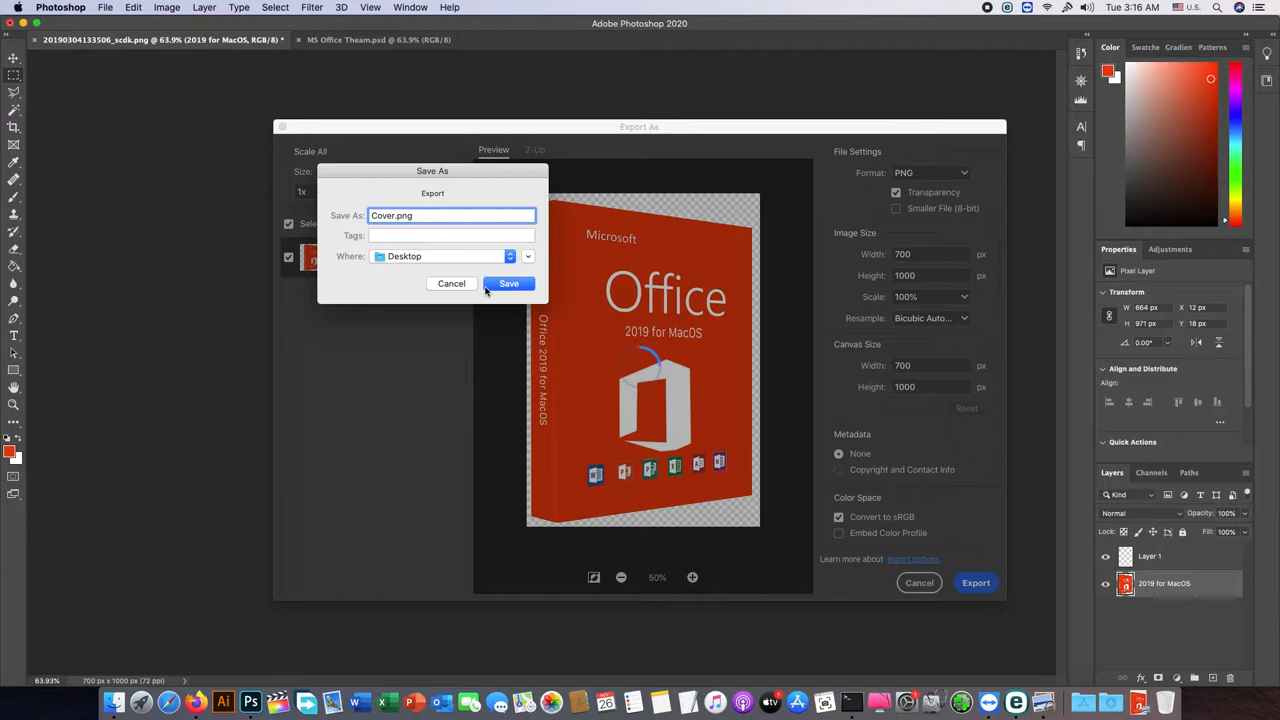 Photoshop File Edit Image Layer Type Select Filter 3D View Window Help U.S. Tue 3:16 AM
Adobe Photoshop 2020
20190304133506_scdk.png @ 63.9% (2019 for MacOS, RGB/8) * MS Office Theam.psd @ 63.9% (RGB/8)
Color Swatche Gradien Patterns
Export As
Scale All
Size:
1x
Preview 2-Up
Save As
Export
Save As: Cover.png
Tags:
Where: Desktop
Cancel Save
Microsoft
Office
2019 for MacOS
Office 2019 for MacOS
50%
File Settings
Format: PNG
Transparency
Smaller File (8-bit)
Image Size
Width: 700 px
Height: 1000 px
Scale: 100%
Resample: Bicubic Auto...
Canvas Size
Width: 700 px
Height: 1000 px
Reset
Metadata
None
Copyright and Contact Info
Color Space
Convert to sRGB
Embed Color Profile
Learn more about export options.
Cancel Export
Properties Adjustments
Pixel Layer
Transform
W 664 px X 12 px
H 971 px Y 18 px
0.00°
Align and Distribute
Align:
Quick Actions
Layers Channels Paths
Kind
Normal Opacity: 100%
Lock: Fill: 100%
Layer 1
2019 for MacOS
63.93% 700 px x 1000 px (72 ppi)